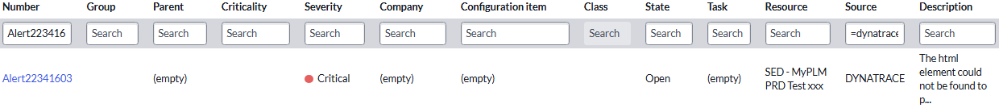 Number Group Parent Criticality Severity Company Configuration item Class State Task Resource Source Description
Alert223416 Search Search Search Search Search Search Search Search Search Search =dynatrace Search
Alert22341603 (empty) Critical (empty) (empty) Open (empty) SED - MyPLM PRD Test xxx DYNATRACE The html element could not be found to p...